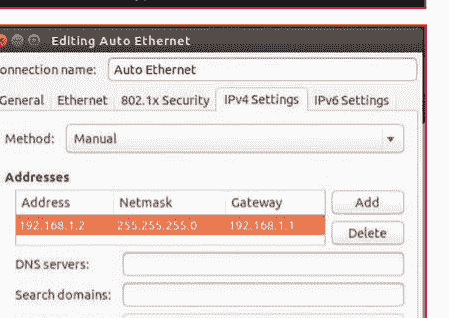 Editing Auto Ethernet
onnection name: Auto Ethernet
General Ethernet 802.1x Security IPv4 Settings IPv6 Settings
Method: Manual
Addresses
Address Netmask Gateway Add
192.168.1.2 255.255.255.0 192.168.1.1
Delete
DNS servers:
Search domains: